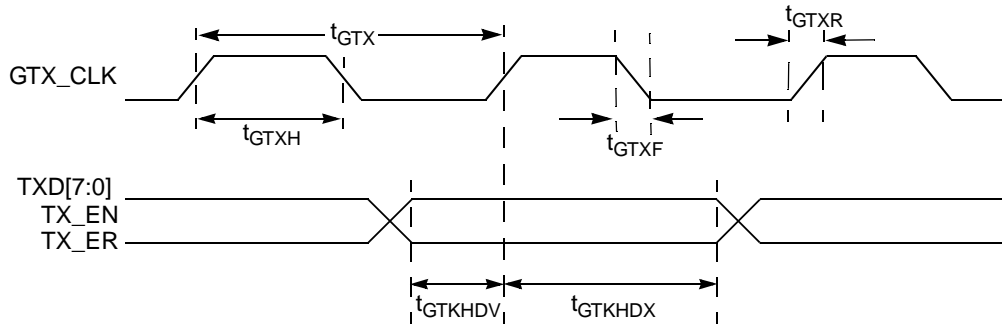 tGTX
tGTXR
GTX_CLK
tGTXH
tGTXF
TXD[7:0]
TX_EN
TX_ER
tGTKHDV
tGTKHDX